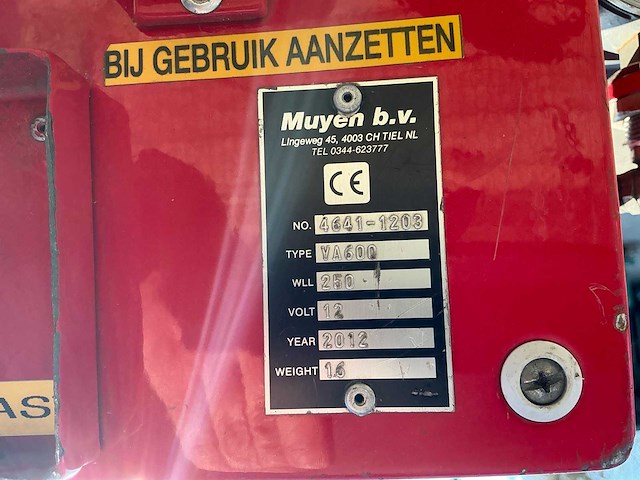 BIJ GEBRUIK AANZETTEN
Muyen b.v.
Lingeweg 45, 4003 CH TIEL NL
TEL 0344-623777
CE
NO. 4641-1203
TYPE VA600
WLL 250
VOLT 12
YEAR 2012
WEIGHT 16
AS